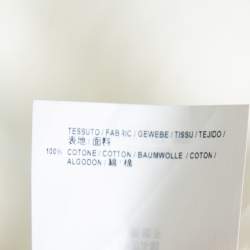 TESSUTO / FABRIC / GEWEBE / TISSU / TEJIDO /
表地 / 面料
100% COTONE / COTTON / BAUMWOLLE / COTON /
ALGODON / 綿 / 棉